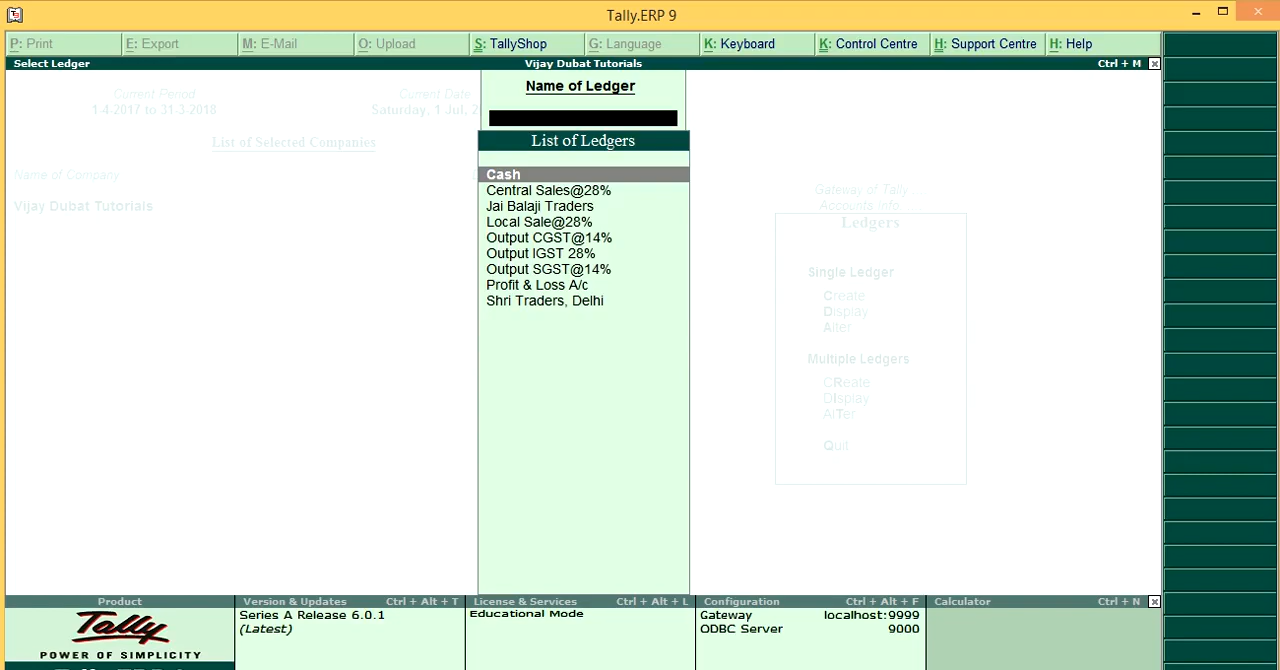 Tally.ERP 9
P: Print E: Export M: E-Mail O: Upload S: TallyShop G: Language K: Keyboard K: Control Centre H: Support Centre H: Help
Select Ledger Vijay Dubat Tutorials Ctrl + M
Current Period Current Date
1-4-2017 to 31-3-2018 Saturday, 1 Jul, 2
List of Selected Companies
Name of Company
Vijay Dubat Tutorials
Name of Ledger
List of Ledgers
Cash
Central Sales@28%
Jai Balaji Traders
Local Sale@28%
Output CGST@14%
Output IGST 28%
Output SGST@14%
Profit & Loss A/c
Shri Traders, Delhi
Gateway of Tally ...
Accounts Info.
Ledgers
Single Ledger
Create
Display
Alter
Multiple Ledgers
CReate
DIsplay
AlTer
Quit
Product
Tally
POWER OF SIMPLICITY
Version & Updates Ctrl + Alt + T
Series A Release 6.0.1
(Latest)
License & Services Ctrl + Alt + L
Educational Mode
Configuration Ctrl + Alt + F
Gateway localhost:9999
ODBC Server 9000
Calculator Ctrl + N